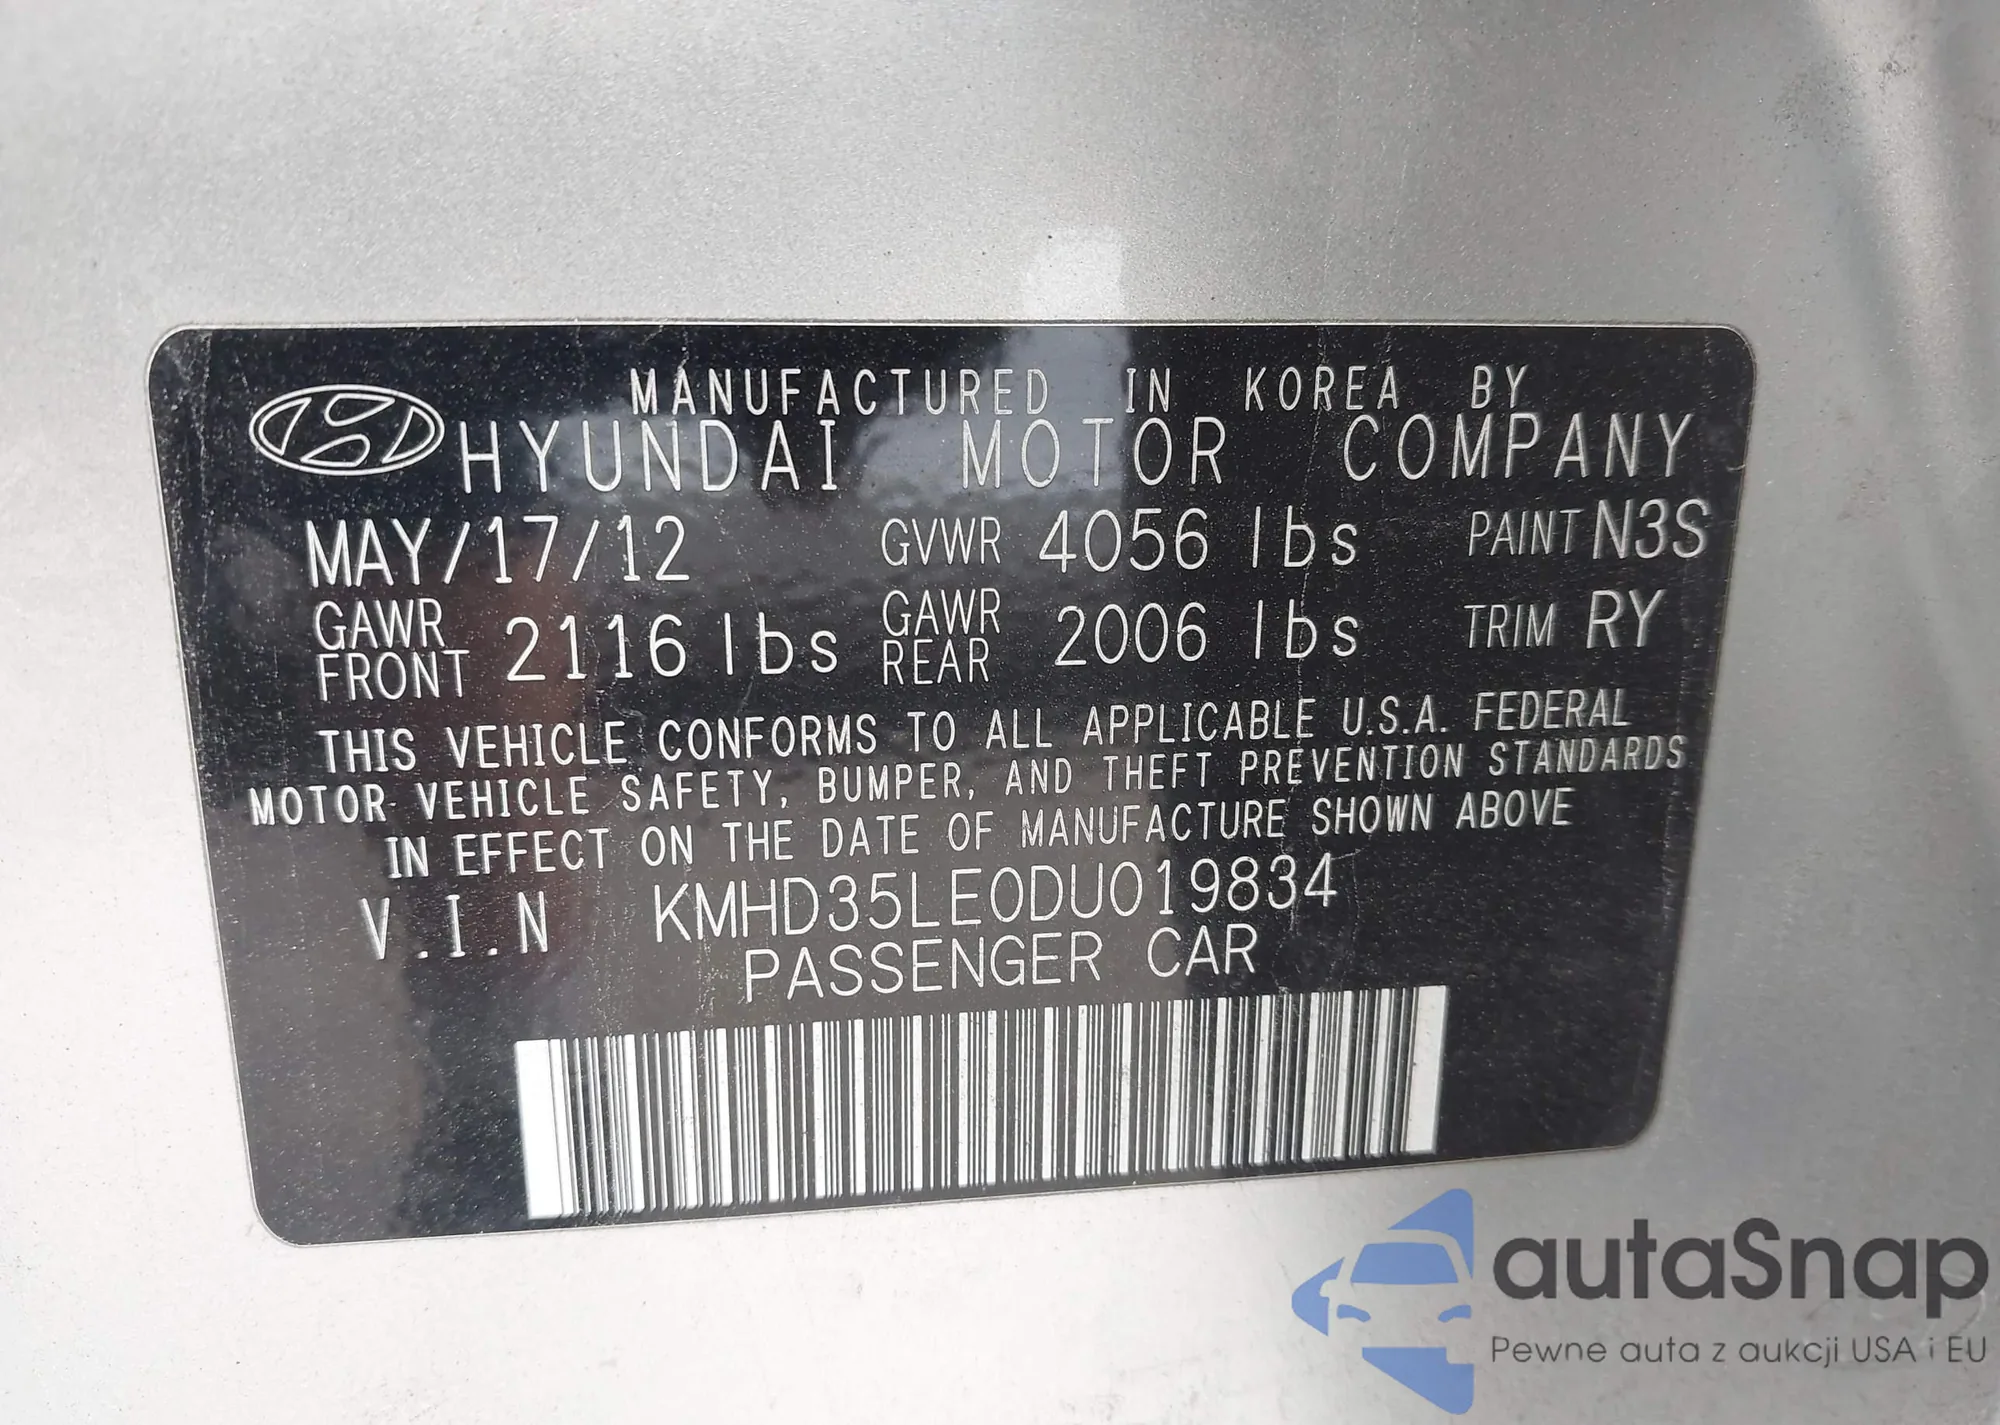 MANUFACTURED IN KOREA BY
HYUNDAI MOTOR COMPANY
MAY/17/12 GVWR 4056 lbs PAINT N3S
GAWR FRONT 2116 lbs GAWR REAR 2006 lbs TRIM RY
THIS VEHICLE CONFORMS TO ALL APPLICABLE U.S.A. FEDERAL
MOTOR VEHICLE SAFETY, BUMPER, AND THEFT PREVENTION STANDARDS
IN EFFECT ON THE DATE OF MANUFACTURE SHOWN ABOVE
V.I.N KMHD35LE0DU019834
PASSENGER CAR
autaSnap
Pewne auta z aukcji USA i EU